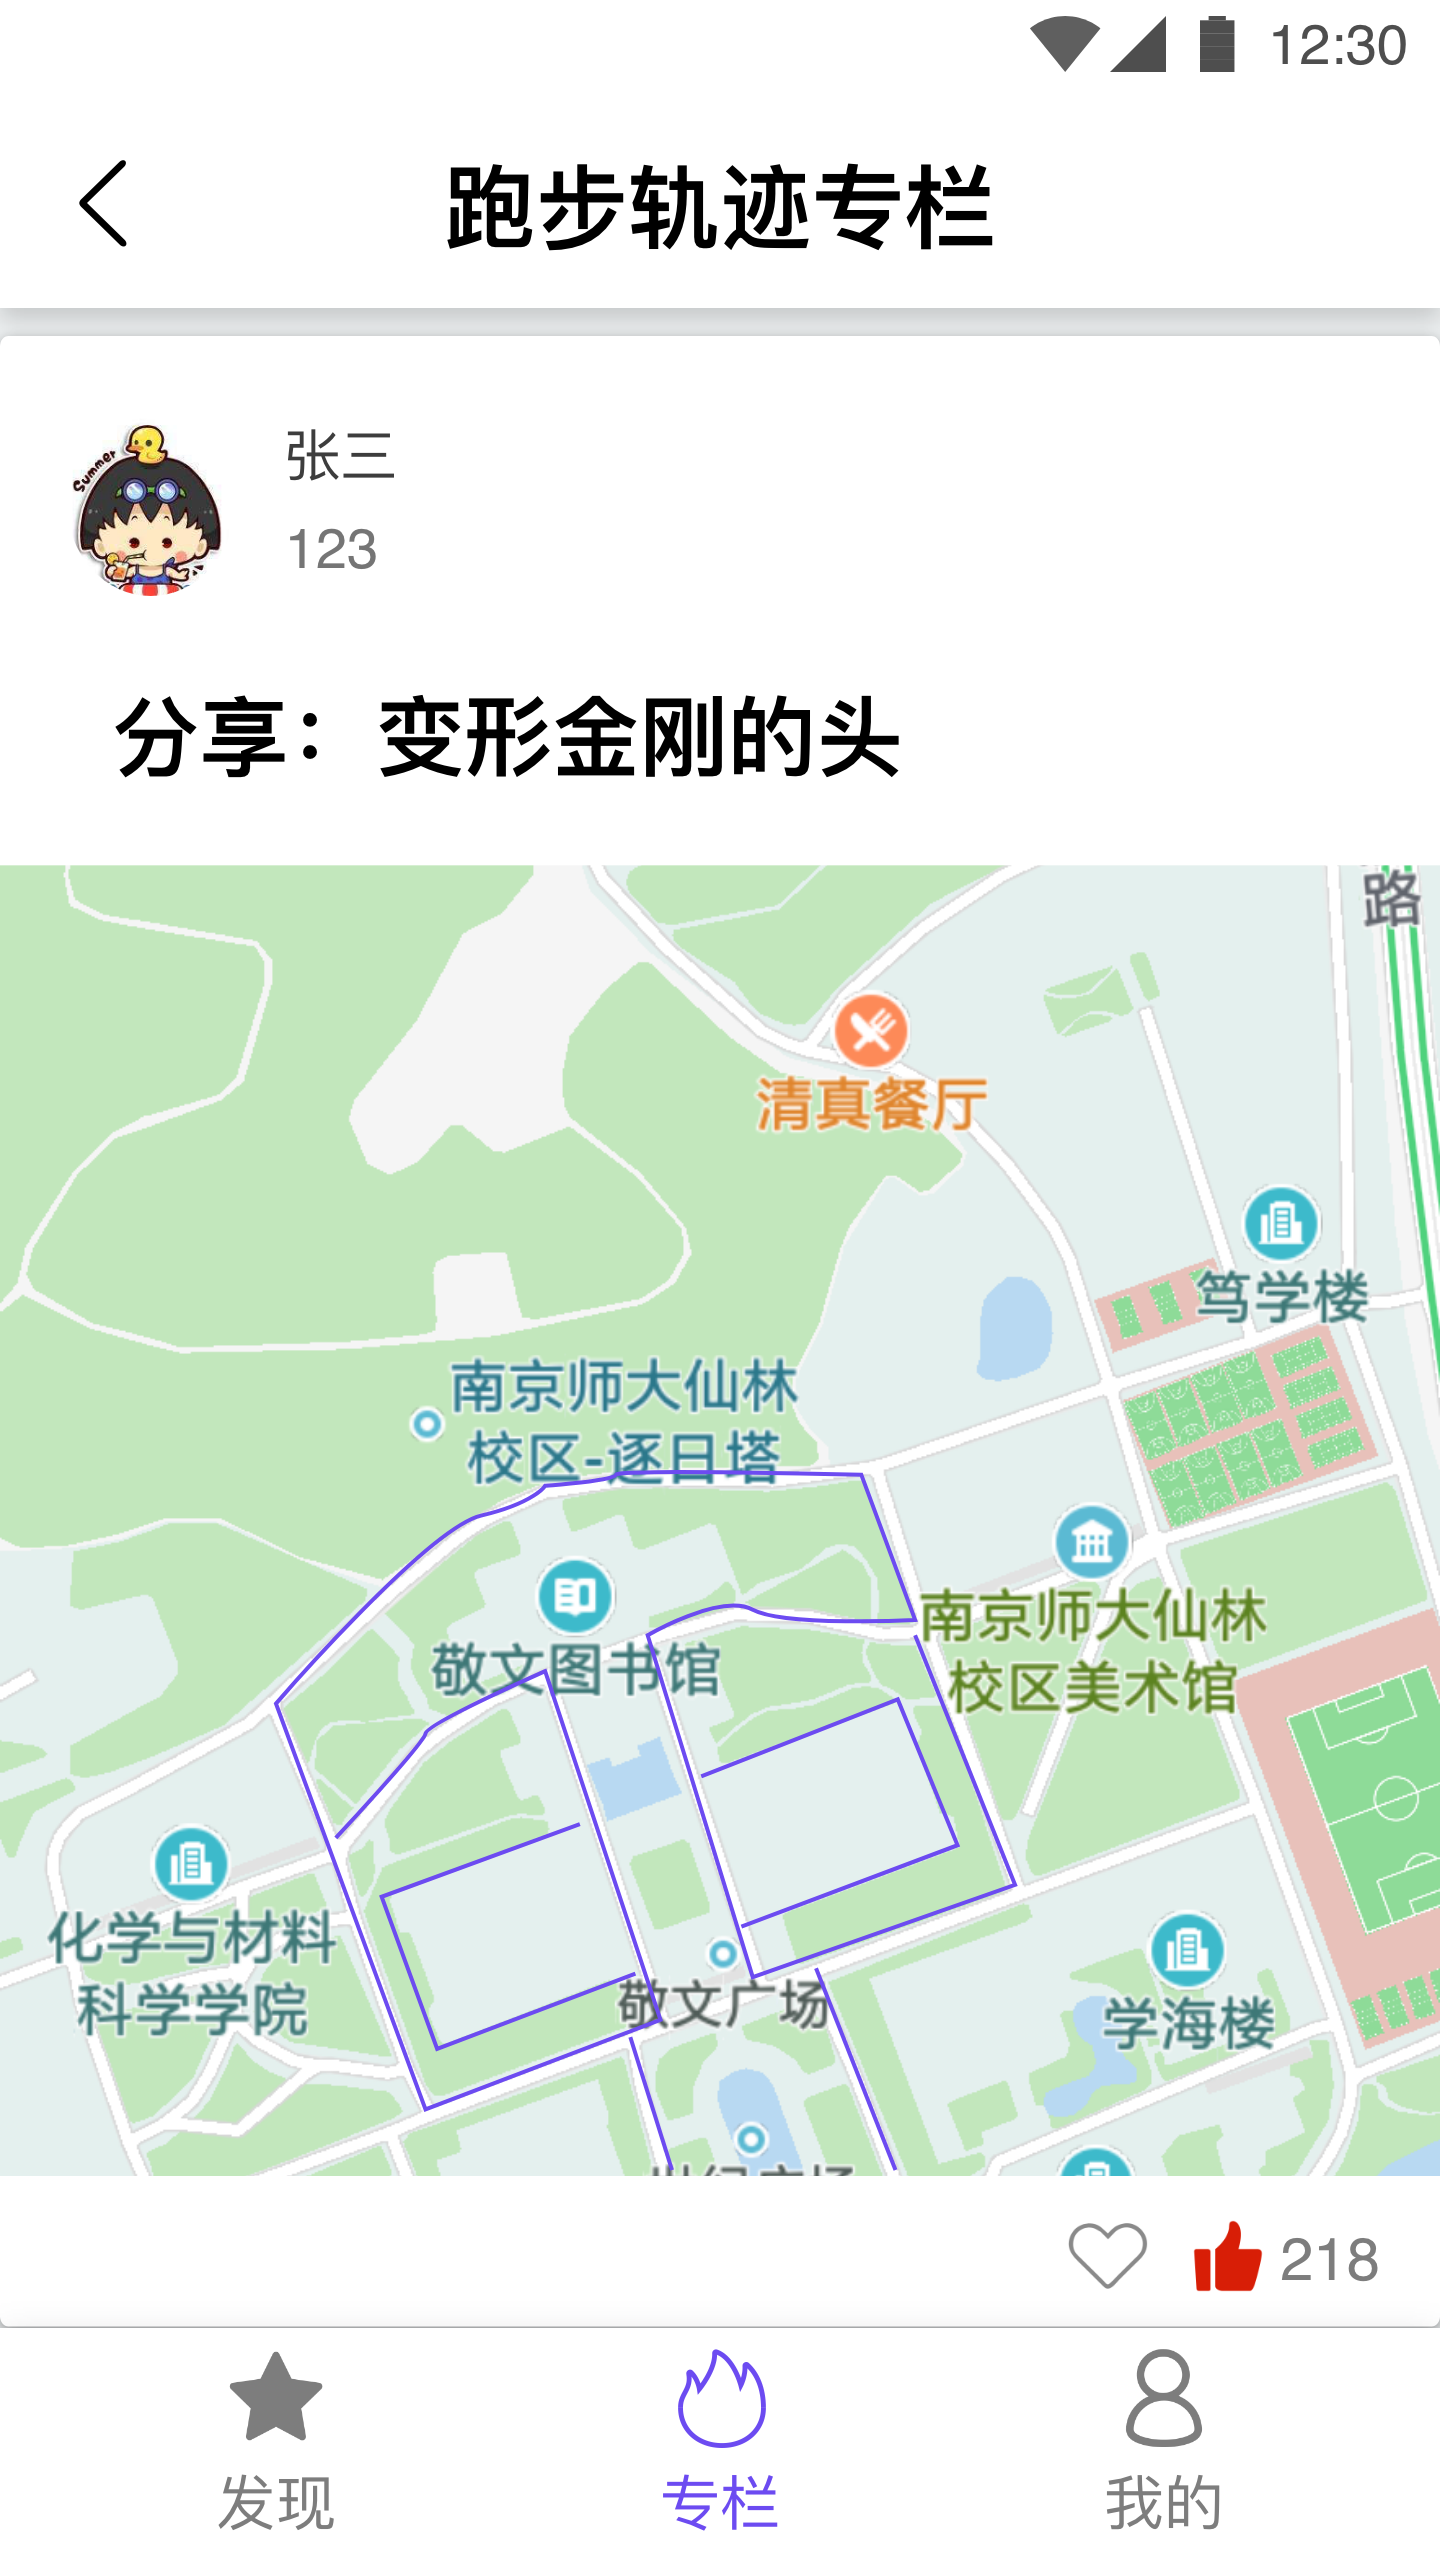 12:30
跑步轨迹专栏
张三
Summer
123
分享：变形金刚的头
路
清真餐厅
笃学楼
南京师大仙林
校区-逐日塔
南京师大仙林
校区美术馆
敬文图书馆
化学与材料
科学学院
敬文广场
学海楼
世纪广场
218
发现
专栏
我的